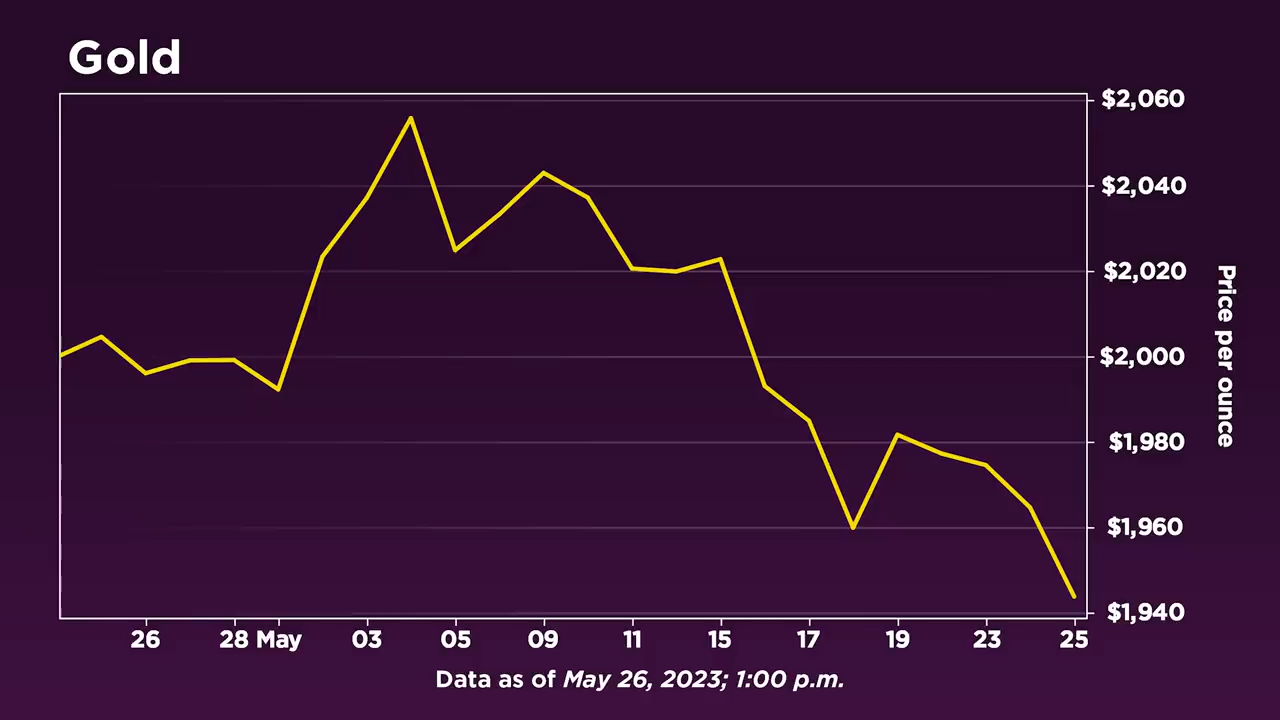 Gold
$2,060
$2,040
$2,020
$2,000
$1,980
$1,960
$1,940
Price per ounce
26 28 May 03 05 09 11 15 17 19 23 25
Data as of May 26, 2023; 1:00 p.m.